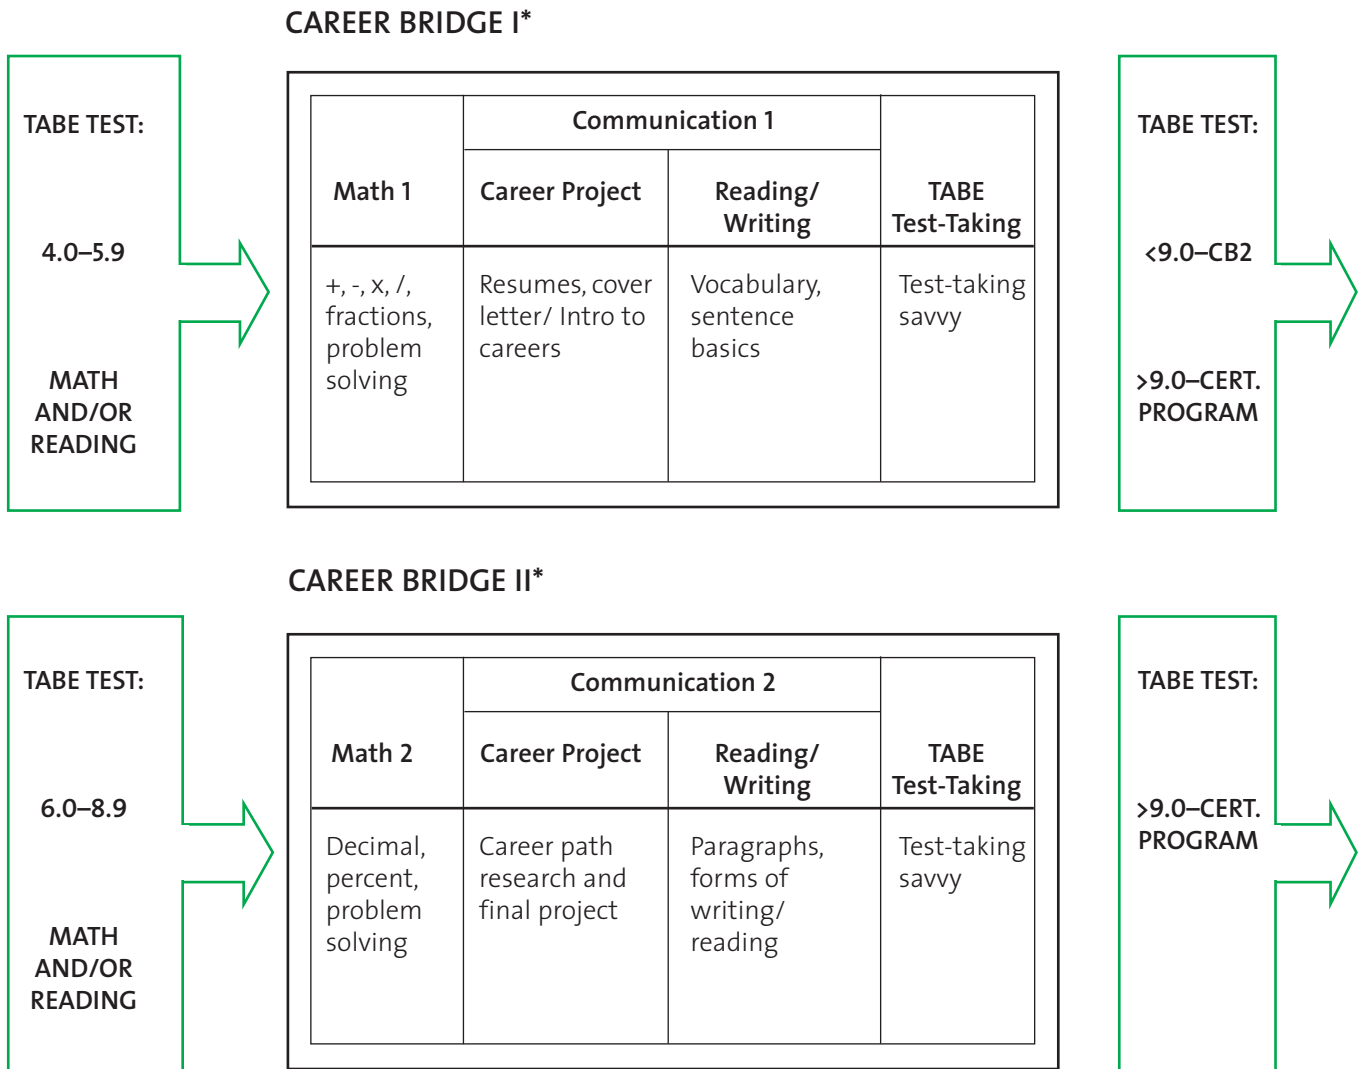 CAREER BRIDGE I*
TABE TEST:
4.0–5.9
MATH
AND/OR
READING
Communication 1
Math 1
Career Project
Reading/
Writing
TABE
Test-Taking
+, -, x, /,
fractions,
problem
solving
Resumes, cover
letter/ Intro to
careers
Vocabulary,
sentence
basics
Test-taking
savvy
TABE TEST:
<9.0–CB2
>9.0–CERT.
PROGRAM
CAREER BRIDGE II*
TABE TEST:
6.0–8.9
MATH
AND/OR
READING
Communication 2
Math 2
Career Project
Reading/
Writing
TABE
Test-Taking
Decimal,
percent,
problem
solving
Career path
research and
final project
Paragraphs,
forms of
writing/
reading
Test-taking
savvy
TABE TEST:
>9.0–CERT.
PROGRAM